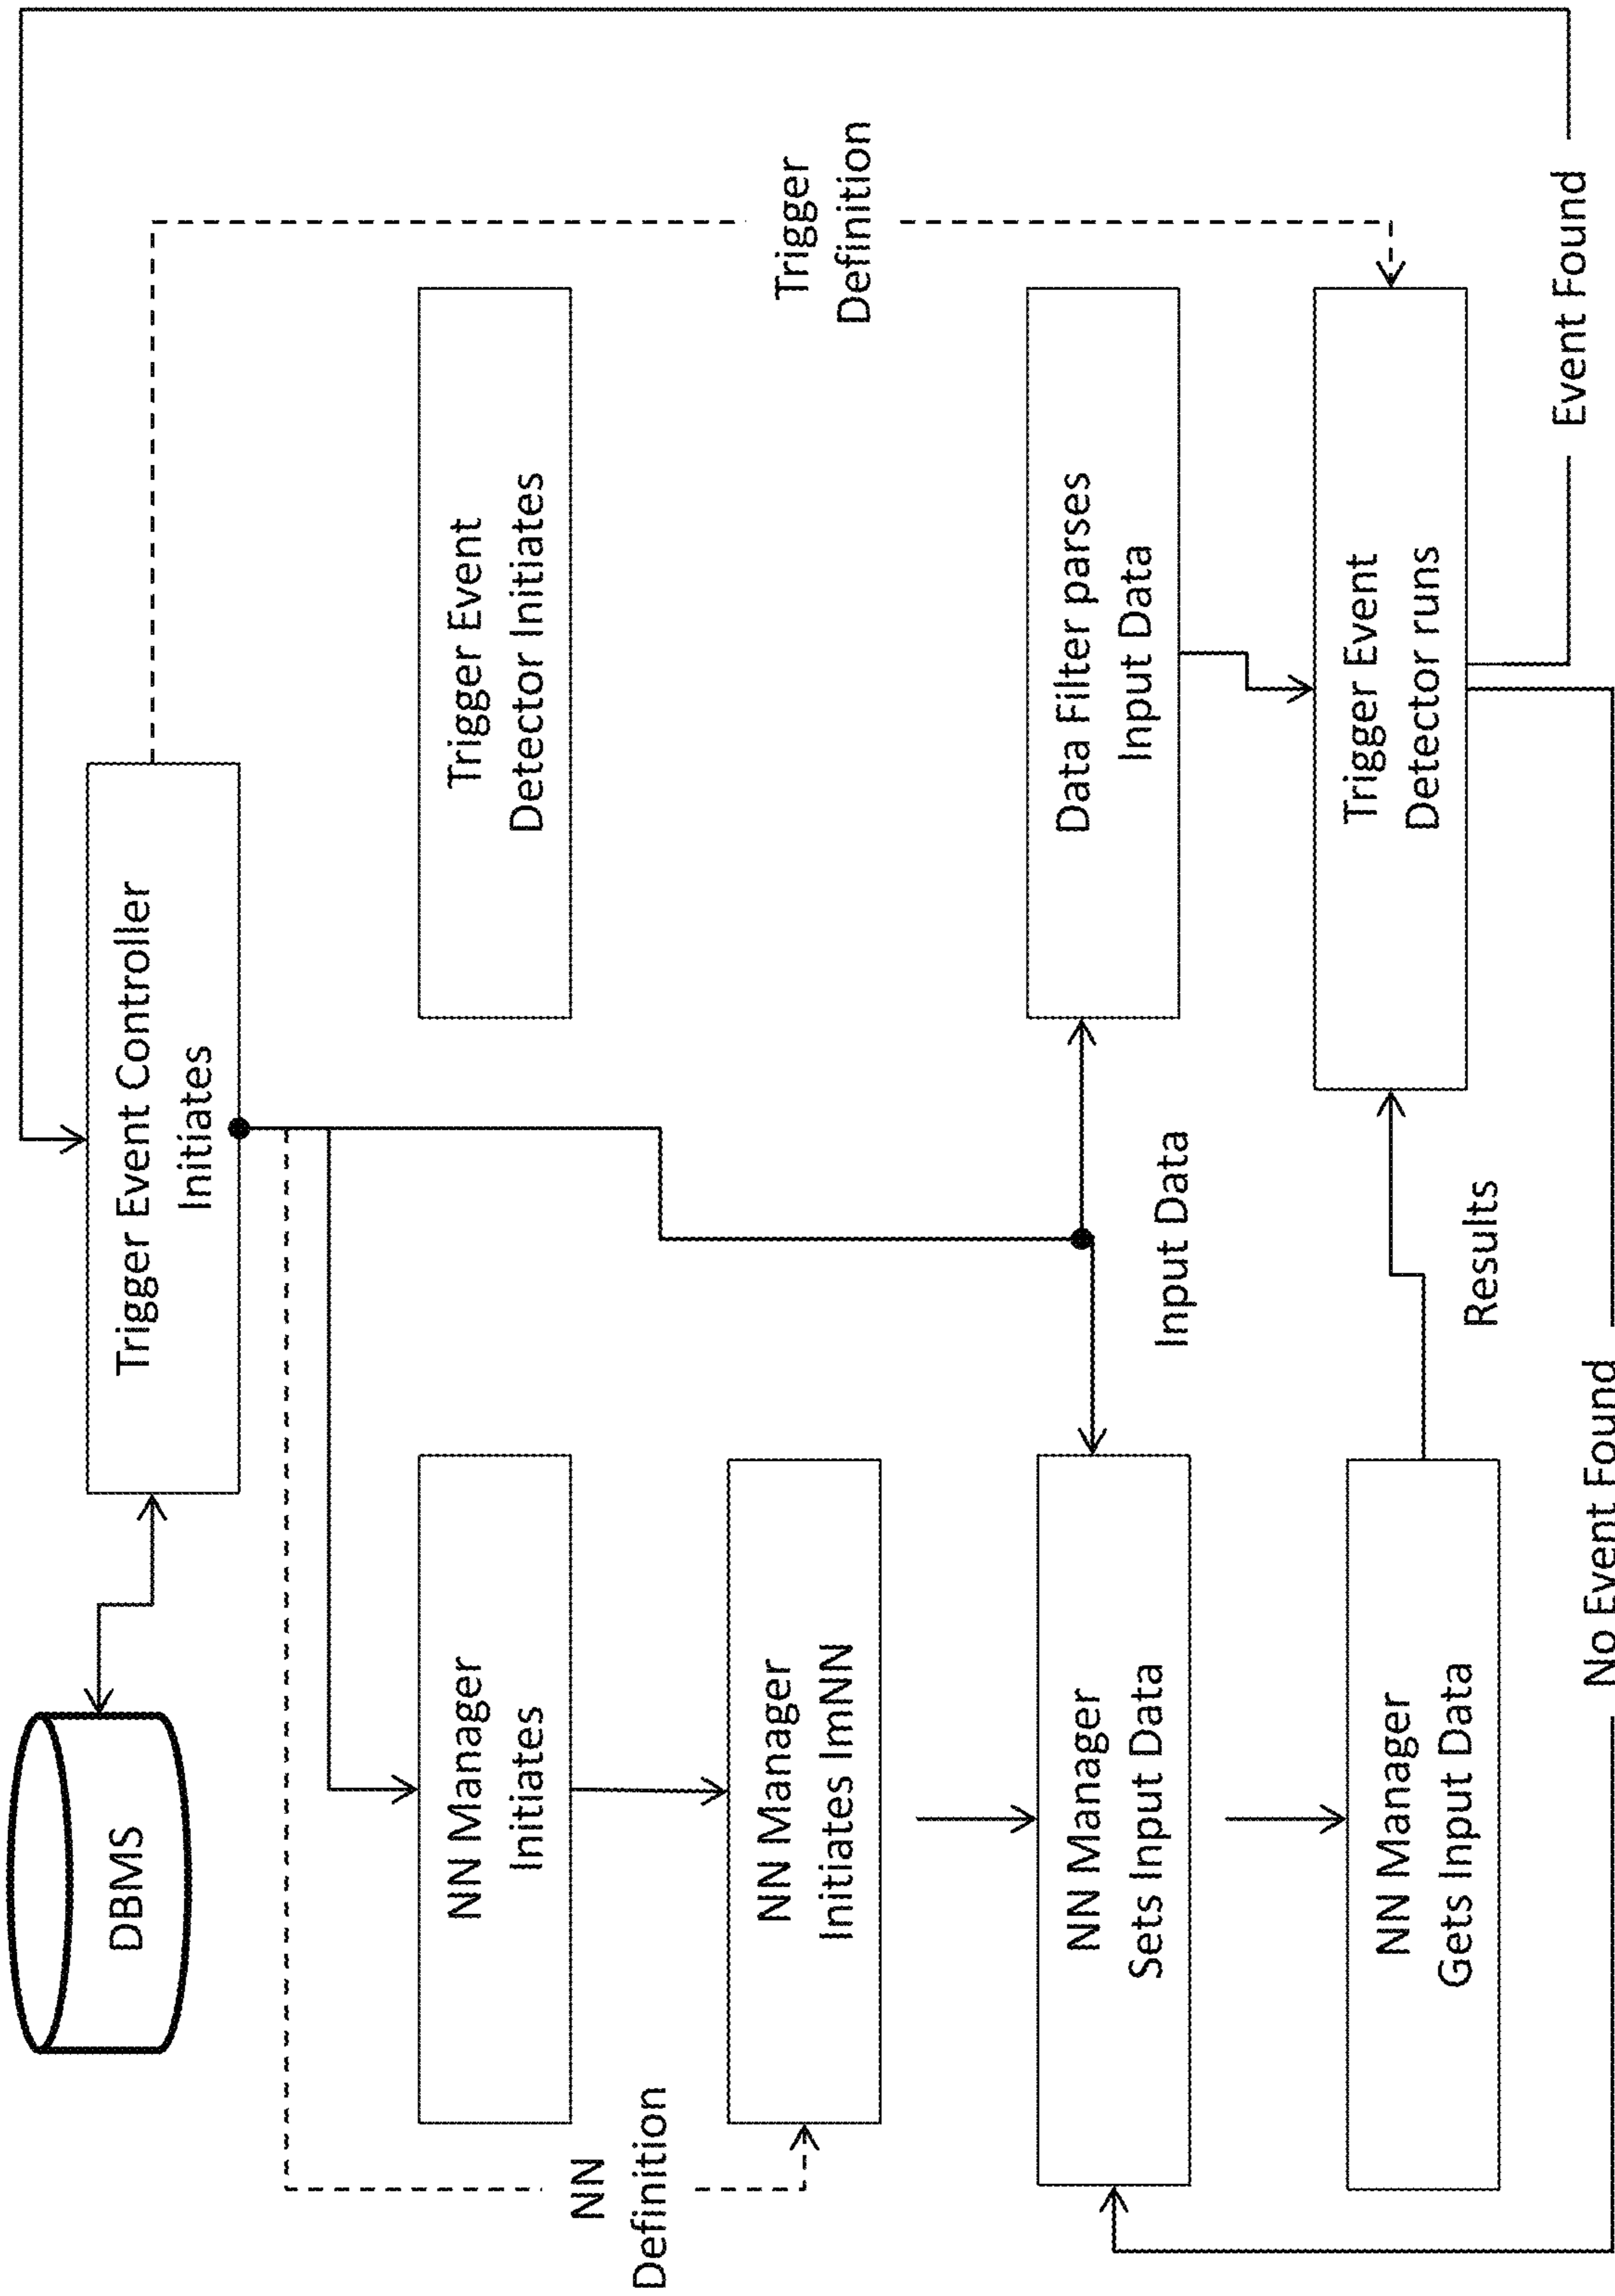 DBMS
Trigger Event Controller
Initiates
NN Manager
Initiates
Trigger Event
Detector Initiates
NN
Definition
NN Manager
Initiates ImNN
Trigger
Definition
NN Manager
Sets Input Data
Input Data
Data Filter parses
Input Data
NN Manager
Gets Input Data
Results
Trigger Event
Detector runs
No Event Found
Event Found